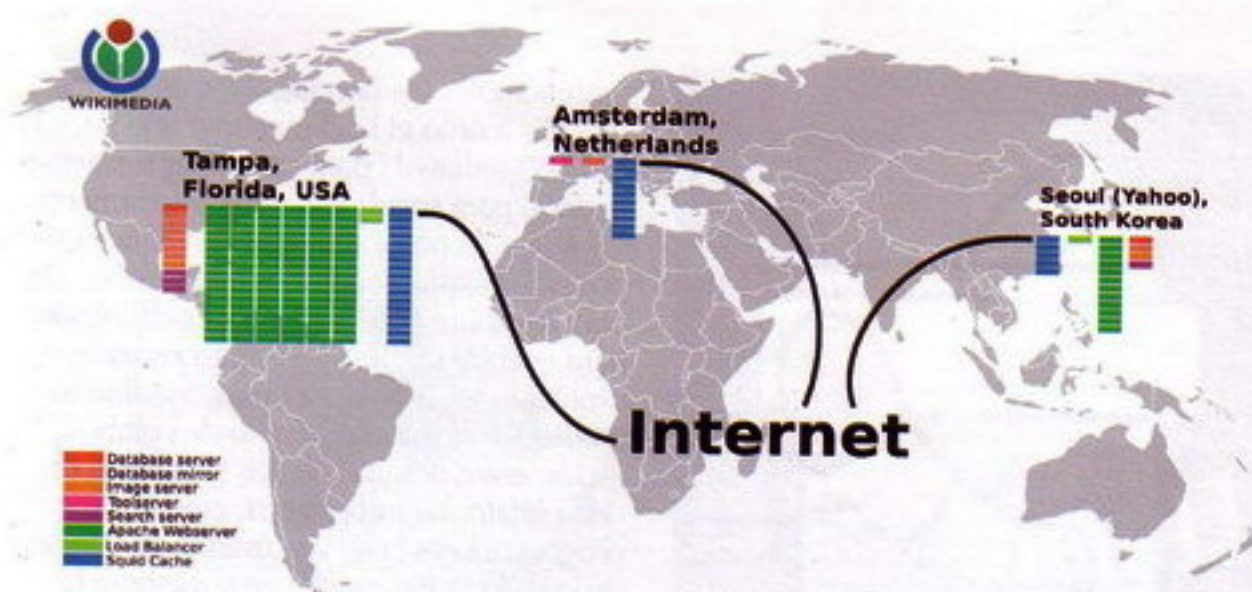 WIKIMEDIA
Tampa,
Florida, USA
Amsterdam,
Netherlands
Seoul (Yahoo),
South Korea
Internet
Database server
Database mirror
Image server
Toolserver
Search server
Apache Webserver
Load Balancer
Squid Cache